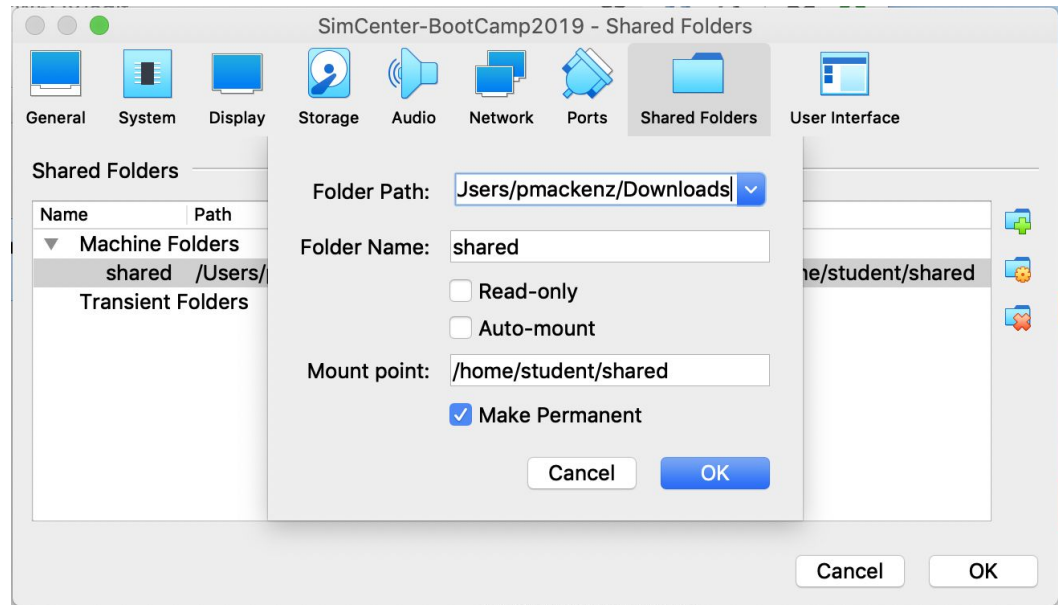 SimCenter-BootCamp2019 - Shared Folders
General System Display Storage Audio Network Ports Shared Folders User Interface
Shared Folders
Name Path
Machine Folders
shared /Users/ me/student/shared
Transient Folders
Folder Path: Users/pmackenz/Downloads
Folder Name: shared
Read-only
Auto-mount
Mount point: /home/student/shared
Make Permanent
Cancel OK
Cancel OK